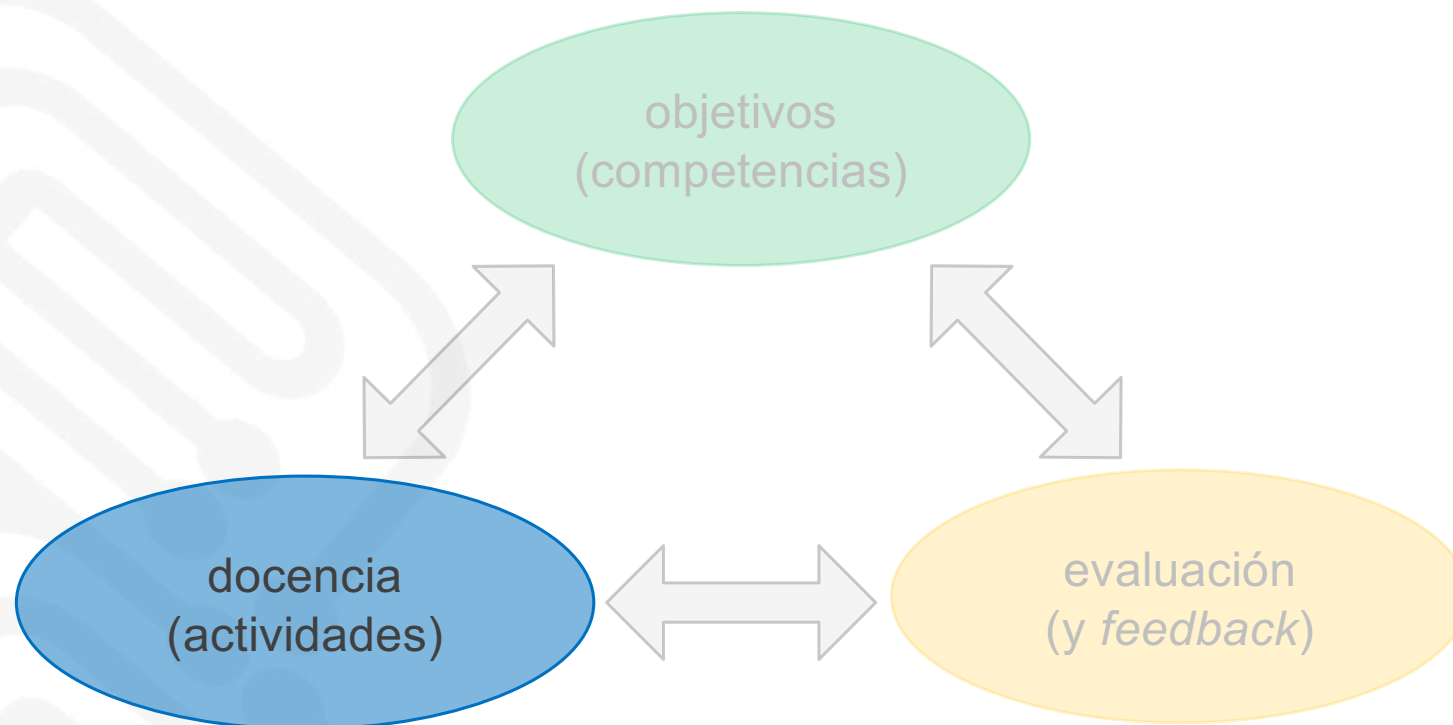 objetivos
(competencias)
docencia
(actividades)
evaluación
(y feedback)